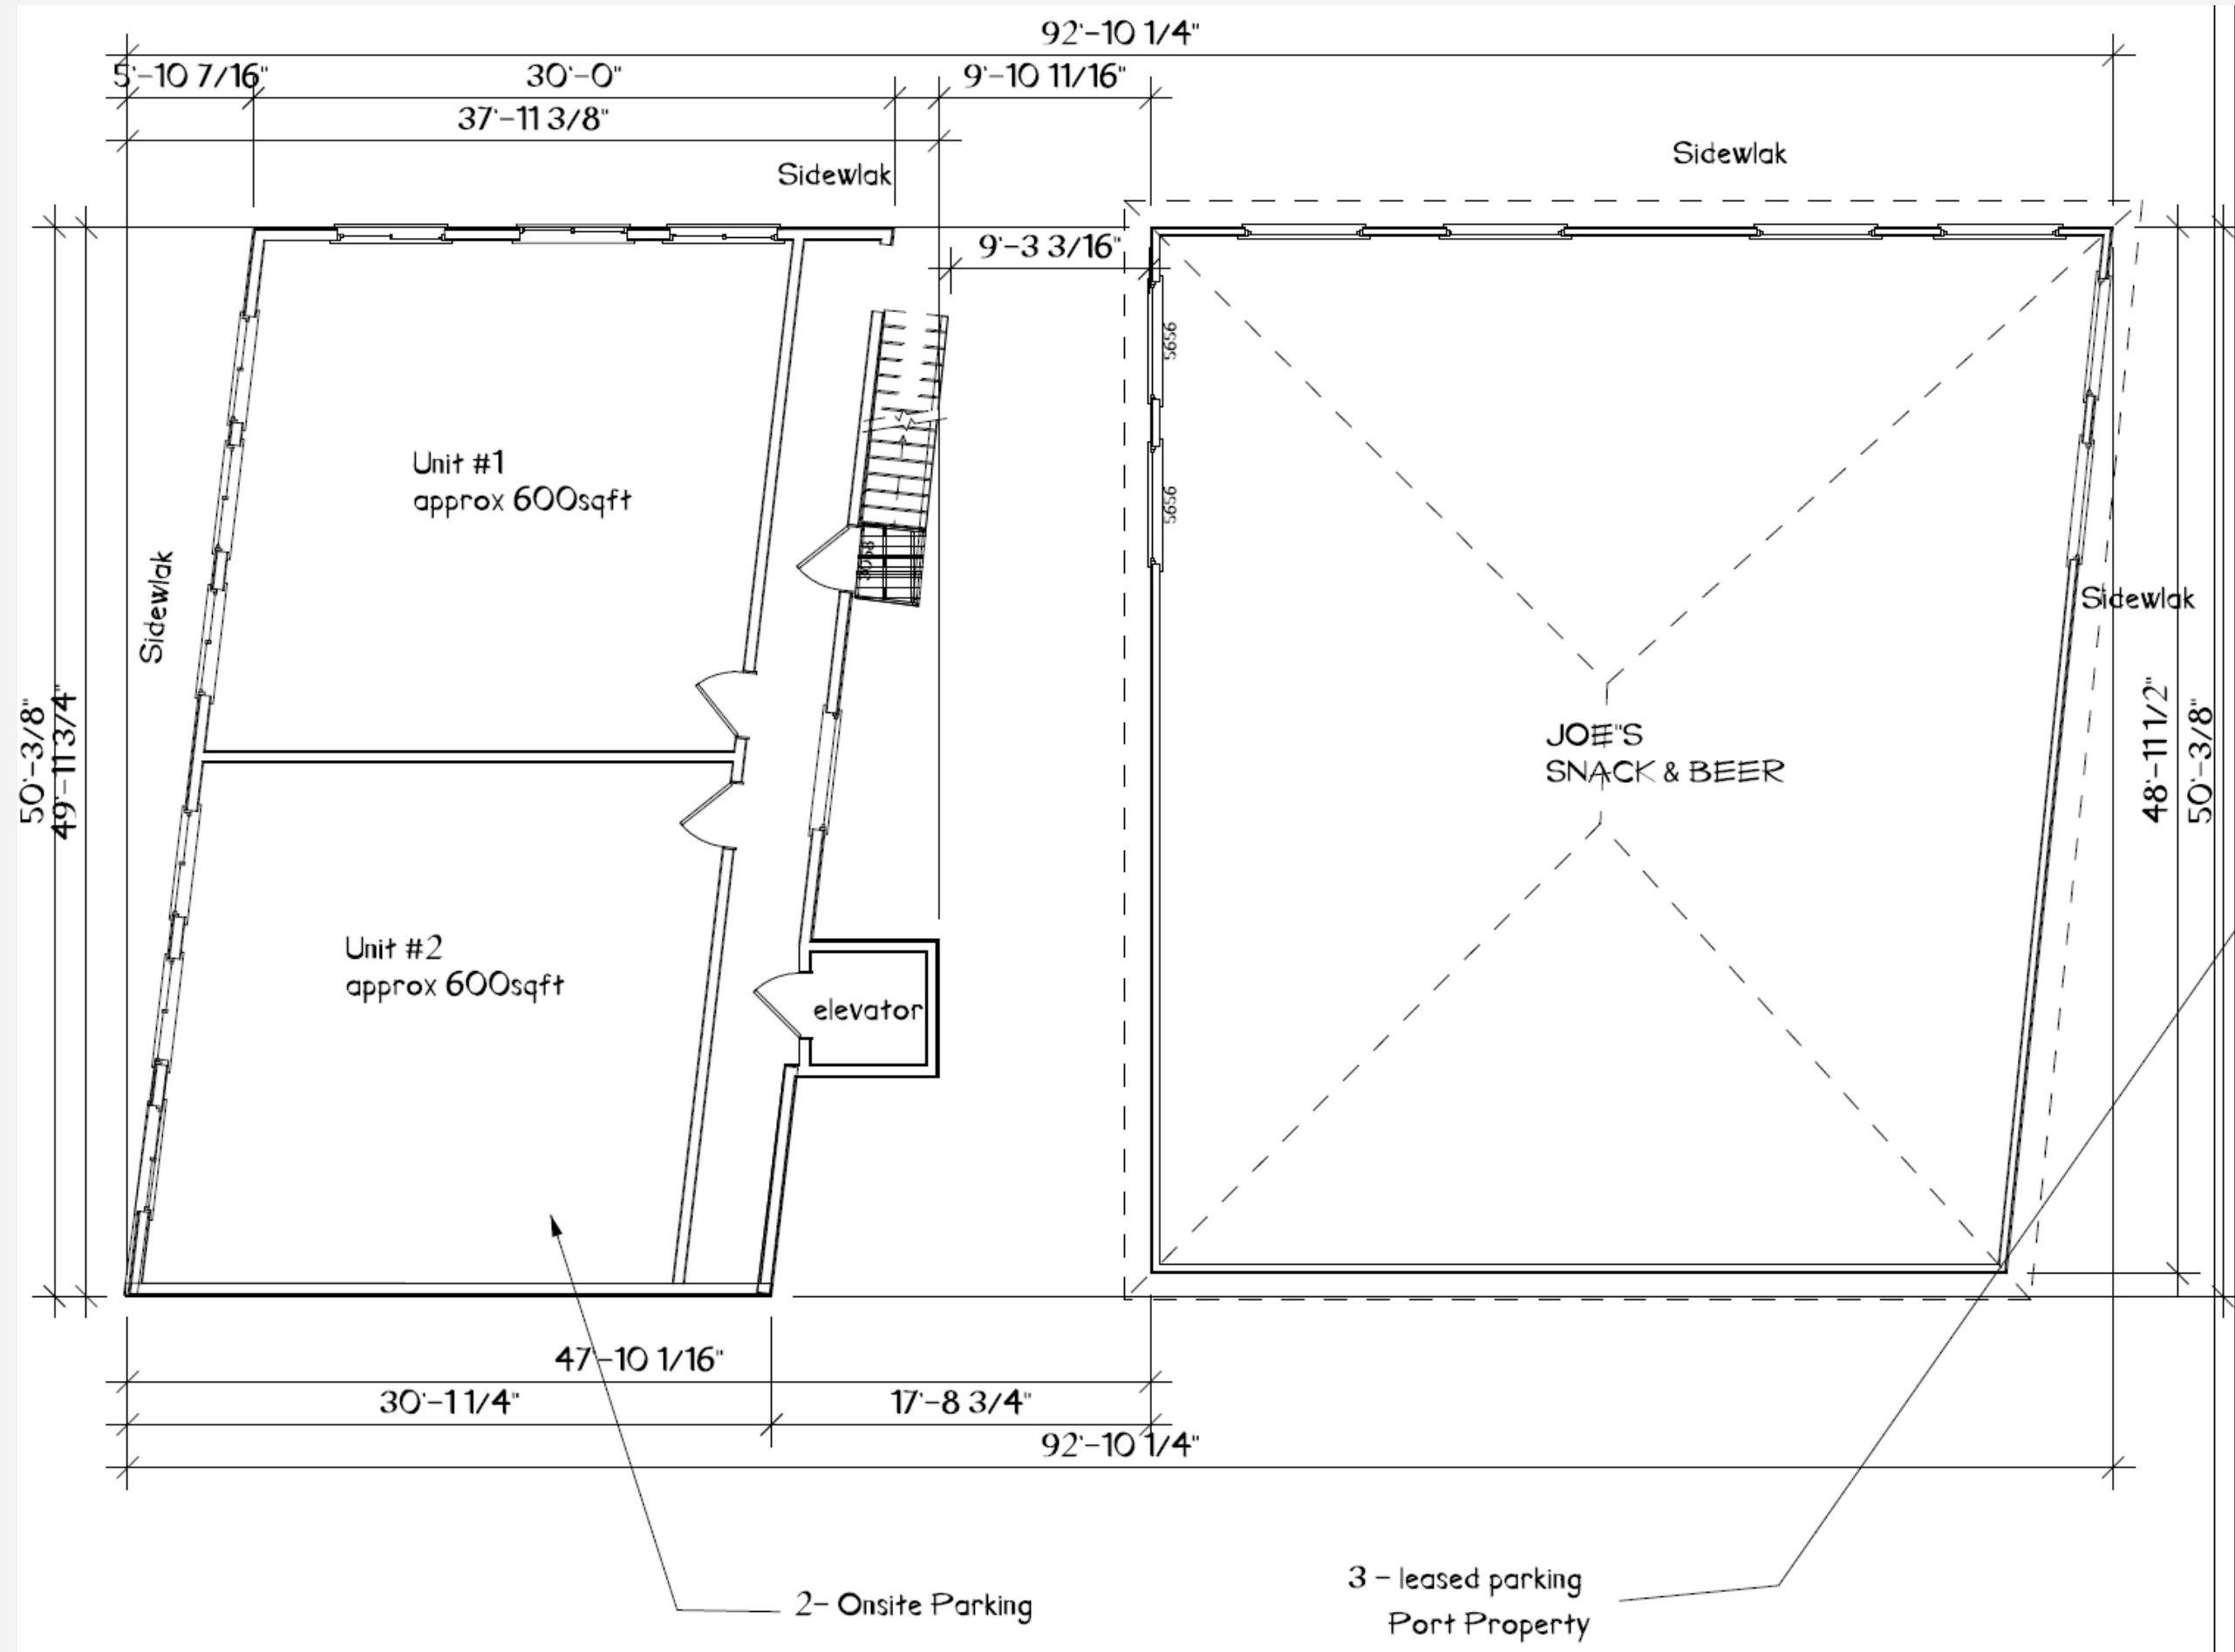 92'-10 1/4"
5'-10 7/16"
30'-0"
9'-10 11/16"
37'-11 3/8"
Sidewlak
Sidewlak
9'-3 3/16"
5656
5656
Unit #1
approx 600sqft
Sidewlak
Sidewlak
50'-3/8"
49'-11 3/4"
48'-11 1/2"
50'-3/8"
JOE"S
SNACK & BEER
Unit #2
approx 600sqft
elevator
47'-10 1/16"
30'-1 1/4"
17'-8 3/4"
92'-10 1/4"
2- Onsite Parking
3 - leased parking
Port Property